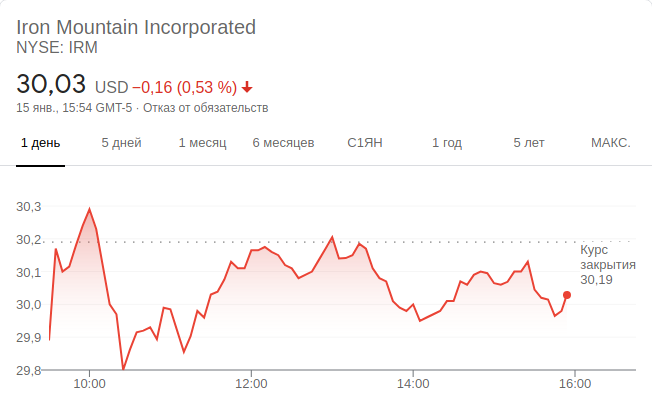 Iron Mountain Incorporated
NYSE: IRM
30,03 USD −0,16 (0,53 %)
15 янв., 15:54 GMT-5 · Отказ от обязательств
1 день 5 дней 1 месяц 6 месяцев С1ЯН 1 год 5 лет МАКС.
30,3
30,2
Курс
закрытия
30,19
30,1
30,0
29,9
29,8
10:00 12:00 14:00 16:00